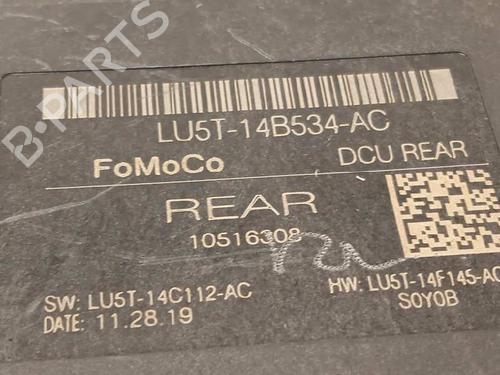 B-PARTS
LU5T-14B534-AC
FoMoCo
DCU REAR
REAR
10516308
SW: LU5T-14C112-AC
HW: LU5T-14F145-AC
DATE: 11.28.19
S0Y0B